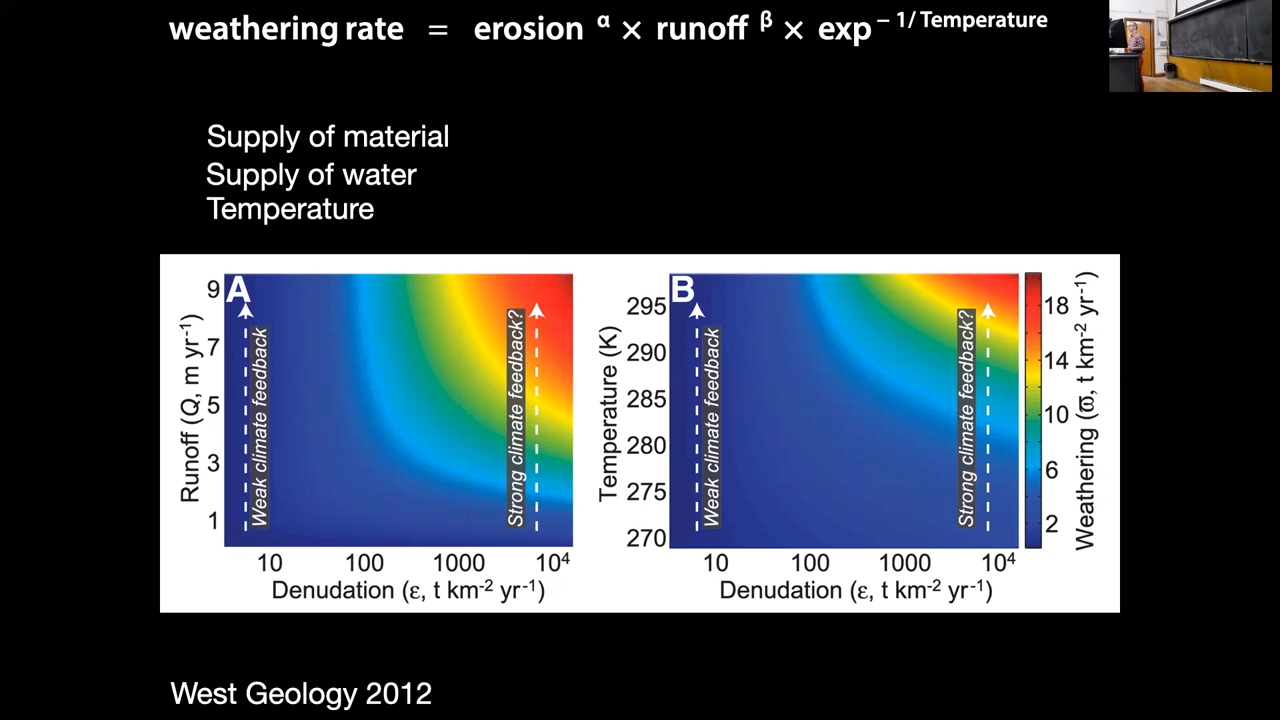 weathering rate = erosion α × runoff β × exp − 1/ Temperature
Supply of material
Supply of water
Temperature
A
Runoff (Q, m yr-1)
9
7
5
3
1
Weak climate feedback
Strong climate feedback?
10 100 1000 10⁴
Denudation (ε, t km-2 yr-1)
B
Temperature (K)
295
290
285
280
275
270
Weak climate feedback
Strong climate feedback?
10 100 1000 10⁴
Denudation (ε, t km-2 yr-1)
18
14
10
6
2
Weathering (ϖ, t km-2 yr-1)
West Geology 2012